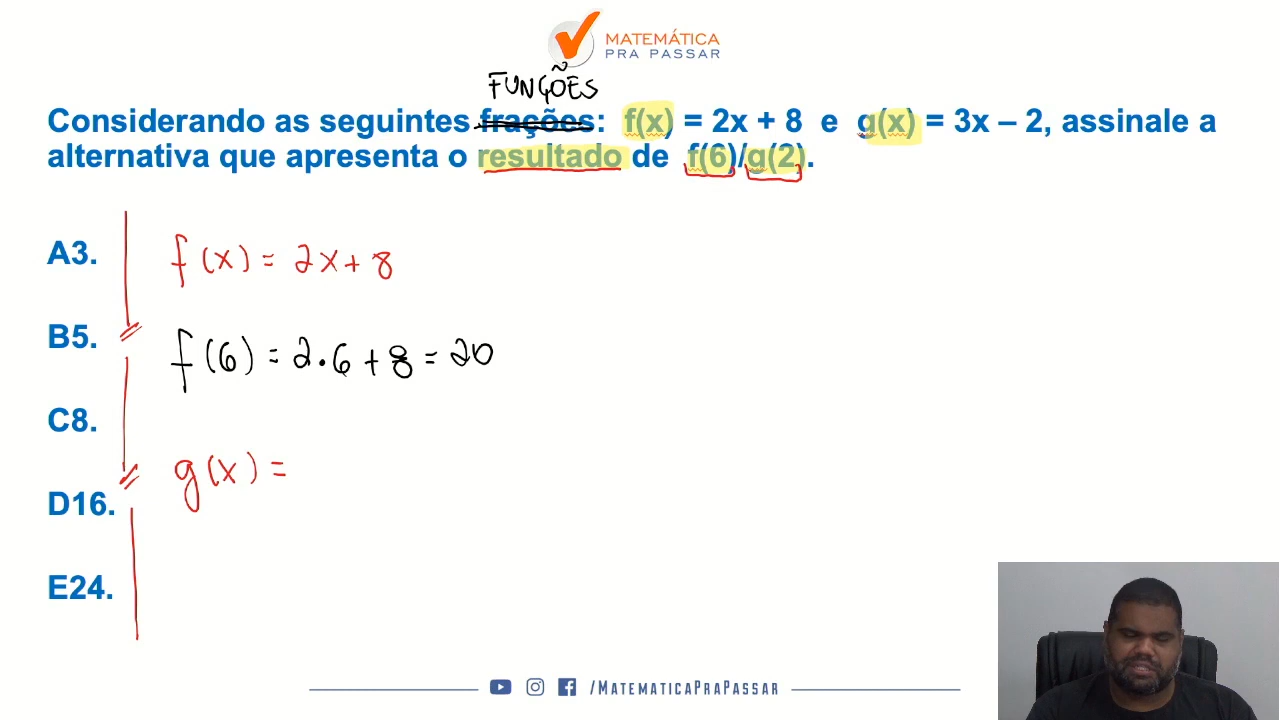 MATEMÁTICA
PRA PASSAR
FUNÇÕES
Considerando as seguintes frações: f(x) = 2x + 8 e g(x) = 3x – 2, assinale a
alternativa que apresenta o resultado de f(6)/g(2).
A3.
f(x) = 2x + 8
B5.
f(6) = 2.6 + 8 = 20
C8.
g(x) =
D16.
E24.
/MATEMATICAPRAPASSAR